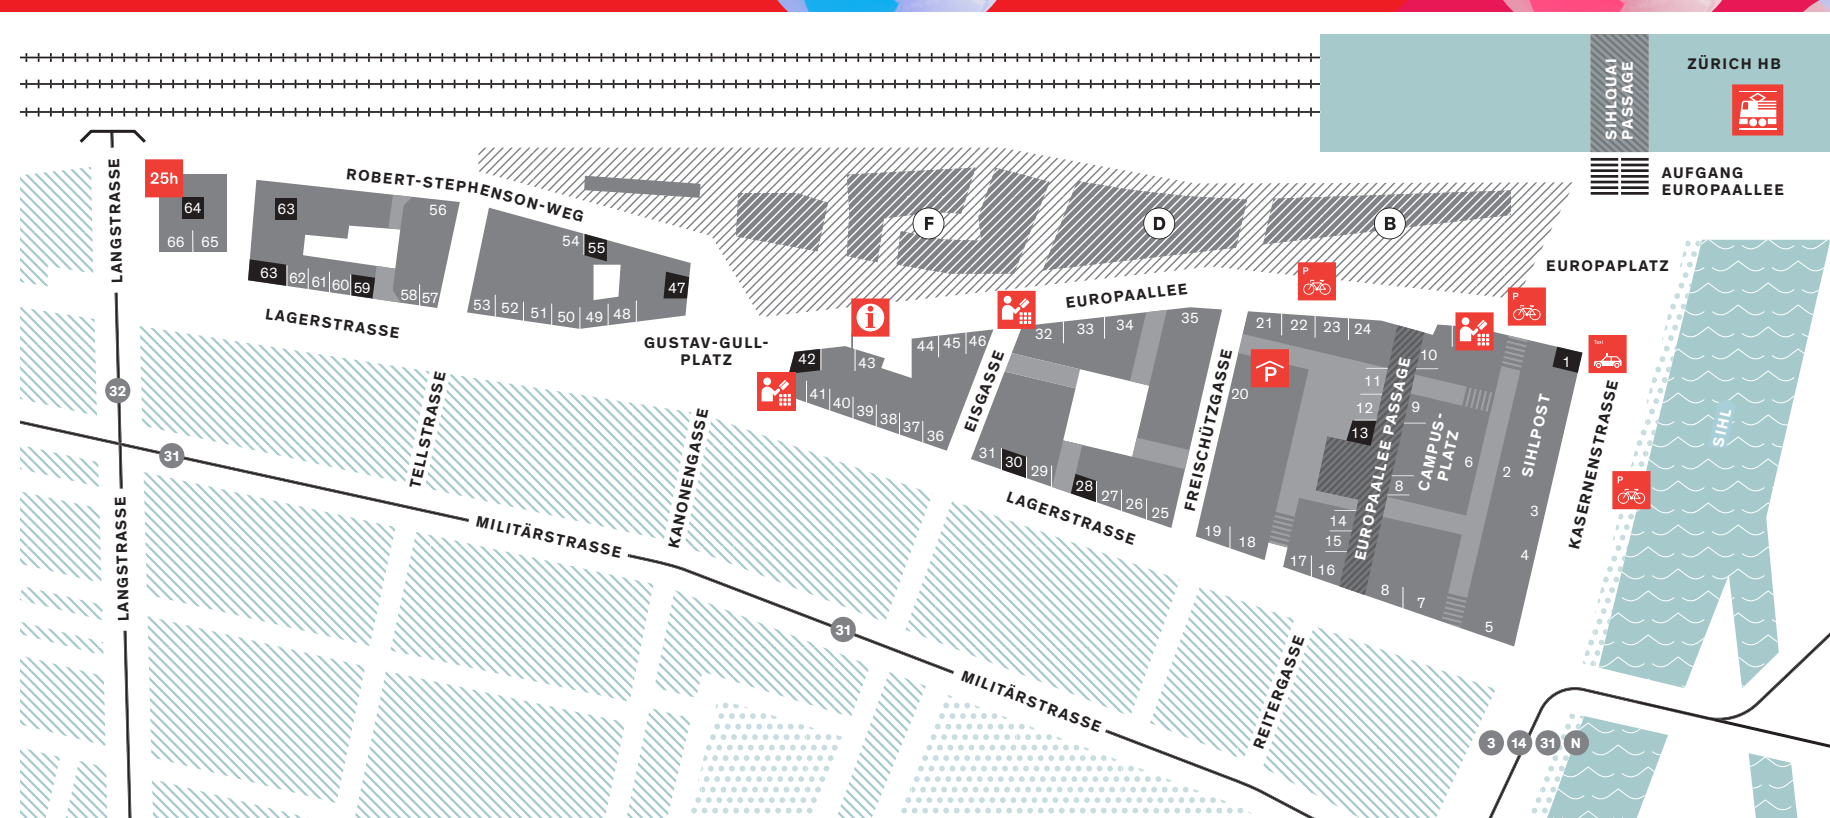 SIHLQUAI
PASSAGE
ZÜRICH HB
AUFGANG
EUROPAALLEE
LANGSTRASSE
25h
64
66
65
ROBERT-STEPHENSON-WEG
63
56
63
62
61
60
59
58
57
LAGERSTRASSE
54
55
47
53
52
51
50
49
48
F
D
B
EUROPAPLATZ
EUROPAALLEE
P
P
Taxi
P
P
i
GUSTAV-GULL-
PLATZ
42
43
44
45
46
41
40
39
38
37
36
EISGASSE
32
33
34
35
31
30
29
28
27
26
25
LAGERSTRASSE
FREISCHÜTZGASSE
21
22
23
24
20
19
18
17
16
15
14
13
12
11
10
9
8
6
EUROPAALLEE PASSAGE
CAMPUS-
PLATZ
8
7
5
4
3
2
1
SIHLPOST
KASERNENSTRASSE
SIHL
32
31
TELLSTRASSE
KANONENGASSE
MILITÄRSTRASSE
LANGSTRASSE
31
MILITÄRSTRASSE
REITERGASSE
3
14
31
N